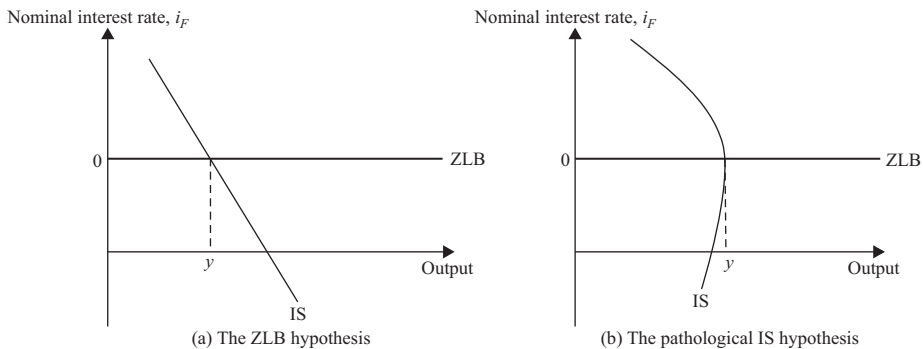 Nominal interest rate, i_F
0
ZLB
y
Output
IS
(a) The ZLB hypothesis
Nominal interest rate, i_F
0
ZLB
y
Output
IS
(b) The pathological IS hypothesis